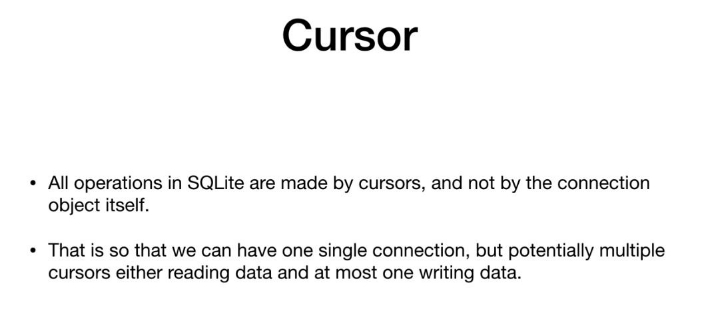 Cursor
• All operations in SQLite are made by cursors, and not by the connection
object itself.
• That is so that we can have one single connection, but potentially multiple
cursors either reading data and at most one writing data.